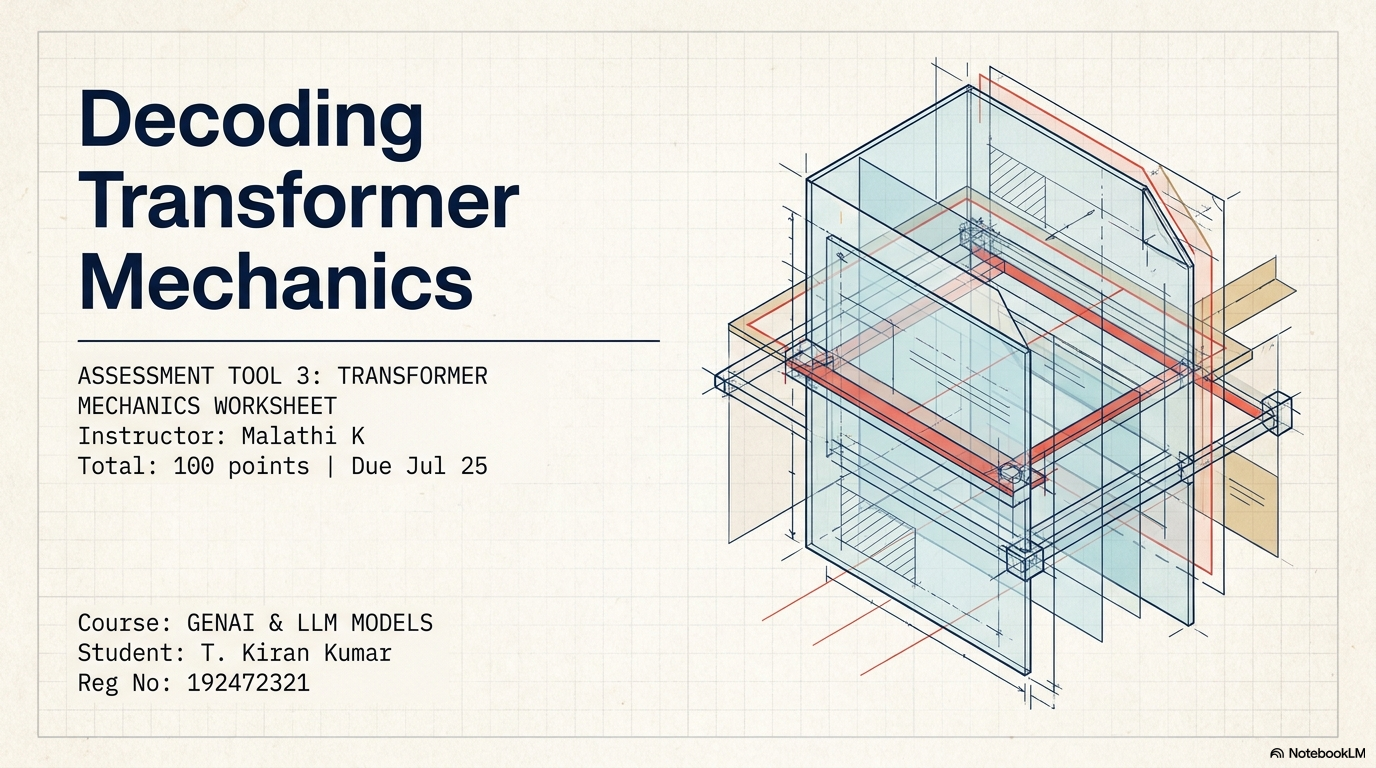 Decoding
Transformer
Mechanics
ASSESSMENT TOOL 3: TRANSFORMER
MECHANICS WORKSHEET
Instructor: Malathi K
Total: 100 points | Due Jul 25
Course: GENAI & LLM MODELS
Student: T. Kiran Kumar
Reg No: 192472321
NotebookLM